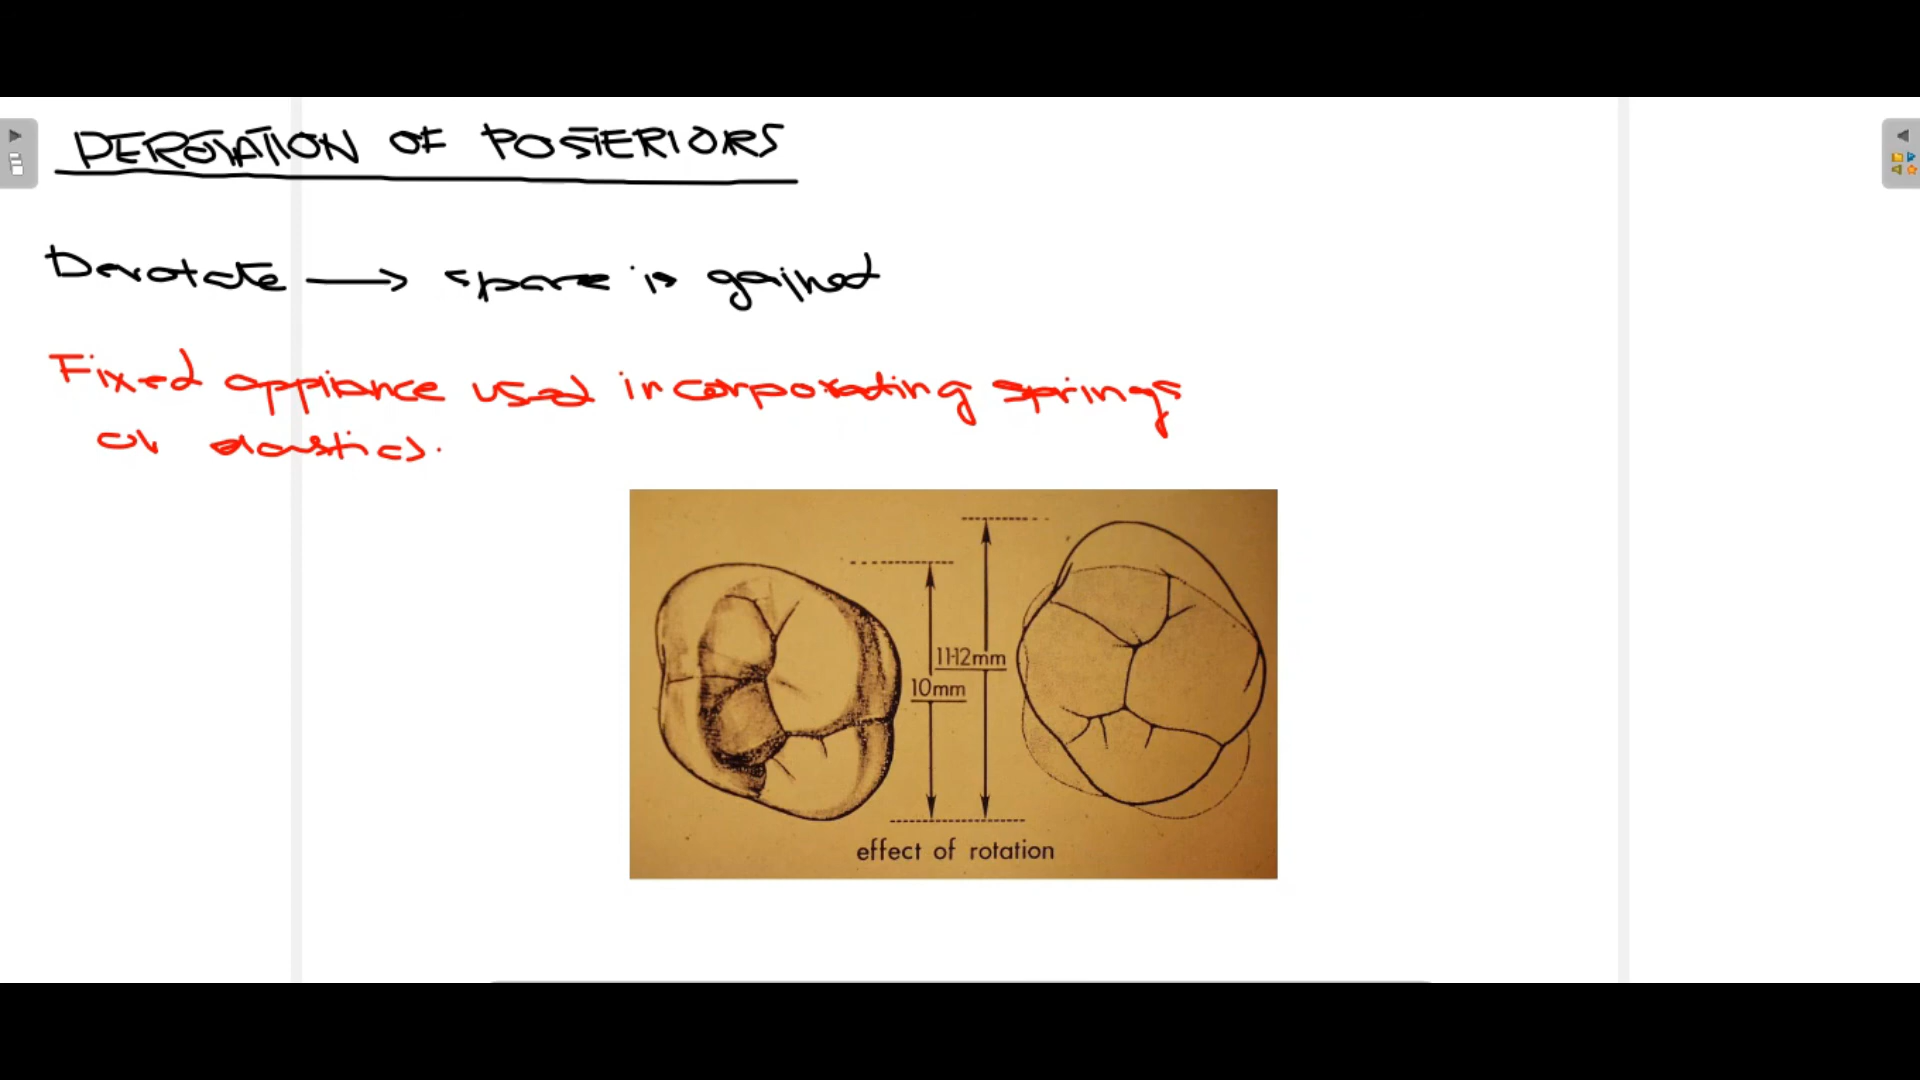 DEROTATION OF POSTERIORS
Derotate → space is gained
Fixed appliance used incorporating springs
or elastics.
11-12mm
10mm
effect of rotation